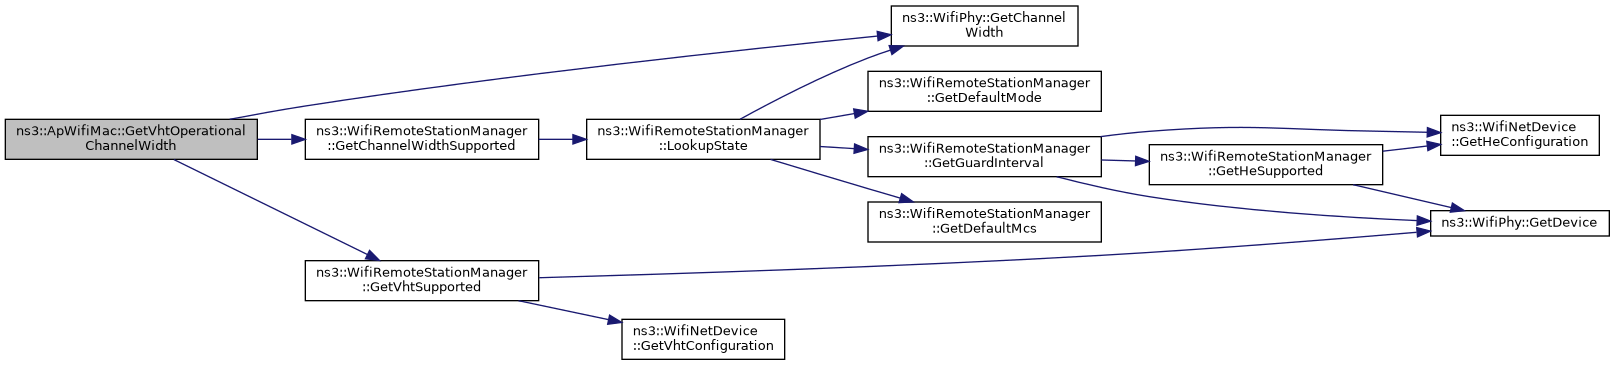 ns3::ApWifiMac::GetVhtOperational
ChannelWidth
ns3::WifiPhy::GetChannel
Width
ns3::WifiRemoteStationManager
::GetChannelWidthSupported
ns3::WifiRemoteStationManager
::LookupState
ns3::WifiRemoteStationManager
::GetDefaultMode
ns3::WifiRemoteStationManager
::GetGuardInterval
ns3::WifiNetDevice
::GetHeConfiguration
ns3::WifiRemoteStationManager
::GetHeSupported
ns3::WifiPhy::GetDevice
ns3::WifiRemoteStationManager
::GetDefaultMcs
ns3::WifiRemoteStationManager
::GetVhtSupported
ns3::WifiNetDevice
::GetVhtConfiguration